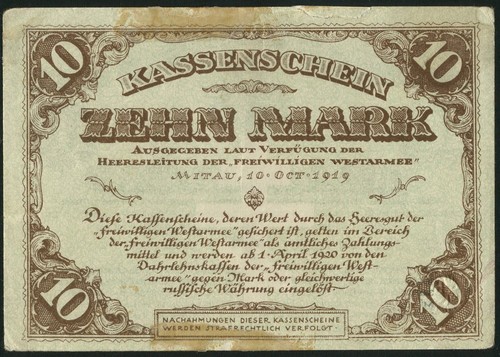 10 10
KASSENSCHEIN
ZEHN MARK
AUSGEGEBEN LAUT VERFÜGUNG DER
HEERESLEITUNG DER „FREIWILLIGEN WESTARMEE"
MITAU, 10·OCT·1919
Diese Kassenscheine, deren Wert durch das Heeresgut der
„freiwilligen Westarmee" gesichert ist, gelten im Bereich
der „freiwilligen Westarmee" als amtliches Zahlungs-
mittel und werden ab 1·April 1920 von den
Dahrlehnskassen der „freiwilligen West-
armee" gegen Mark oder gleichwertige
russische Währung eingelöst
10 10
NACHAHMUNGEN DIESER KASSENSCHEINE
WERDEN STRAFRECHTLICH VERFOLGT·